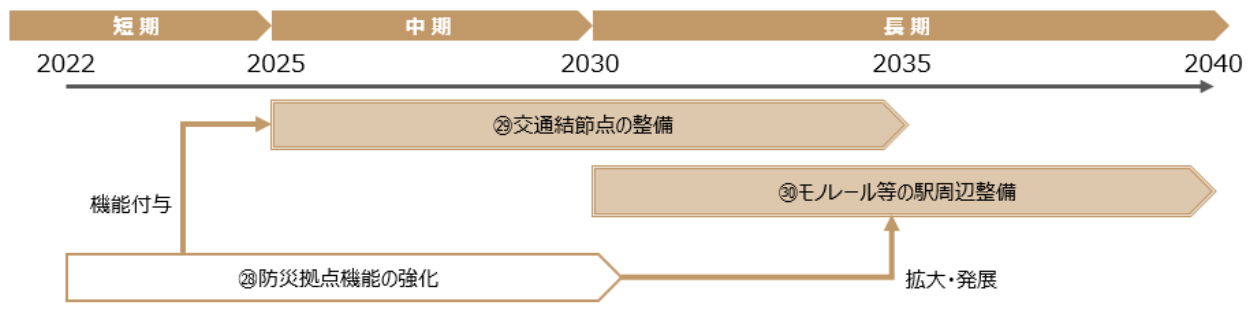 短期 中期 長期
2022 2025 2030 2035 2040
㉙交通結節点の整備
㉚モノレール等の駅周辺整備
機能付与
㉘防災拠点機能の強化
拡大・発展